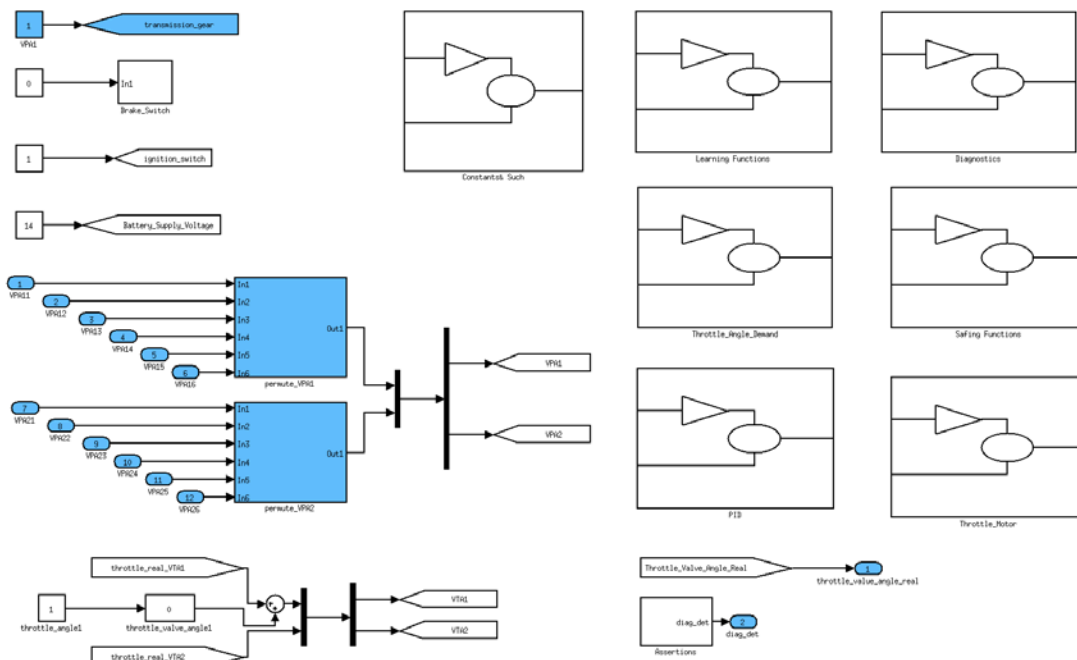 1
transmission_gear
VPA1
0
In1
Brake_Switch
1
ignition_switch
14
Battery_Supply_Voltage
Constants& Such
Learning Functions
Diagnostics
Throttle_Angle_Demand
Safing Functions
PID
Throttle_Motor
1
VPA11
2
VPA12
3
VPA13
4
VPA14
5
VPA15
6
VPA16
In1
In2
In3
In4
In5
In6
Out1
permute_VPA1
7
VPA21
8
VPA22
9
VPA23
10
VPA24
11
VPA25
12
VPA26
In1
In2
In3
In4
In5
In6
Out1
permute_VPA2
VPA1
VPA2
throttle_real_VTA1
1
throttle_angle1
0
throttle_valve_angle1
throttle_real_VTA2
VTA1
VTA2
Throttle_Valve_Angle_Real
1
throttle_valve_angle_real
diag_det
Assertions
2
diag_det